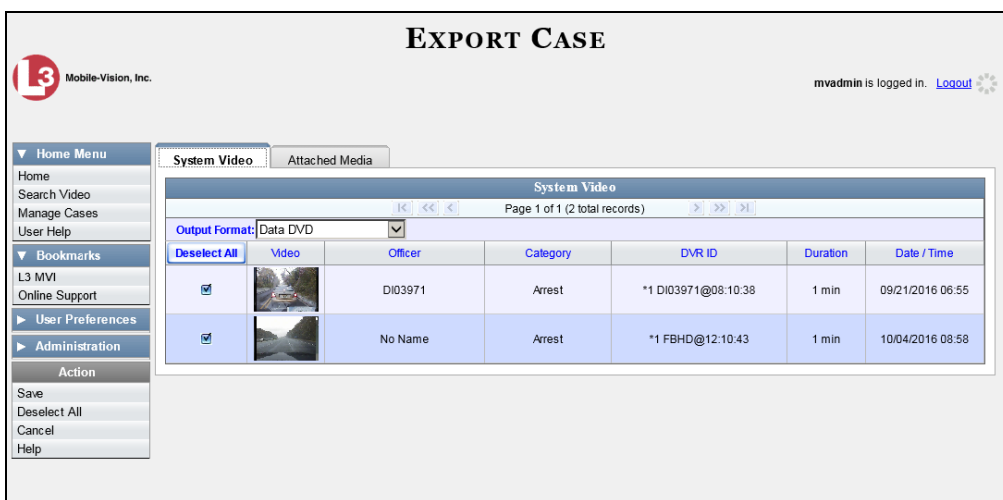 EXPORT CASE
L3 Mobile-Vision, Inc.
mvadmin is logged in. Logout
▼ Home Menu
Home
Search Video
Manage Cases
User Help
▼ Bookmarks
L3 MVI
Online Support
► User Preferences
► Administration
Action
Save
Deselect All
Cancel
Help
System Video Attached Media
System Video
Page 1 of 1 (2 total records)
Output Format: Data DVD
Deselect All Video Officer Category DVR ID Duration Date / Time
DI03971 Arrest *1 DI03971@08:10:38 1 min 09/21/2016 06:55
No Name Arrest *1 FBHD@12:10:43 1 min 10/04/2016 08:58